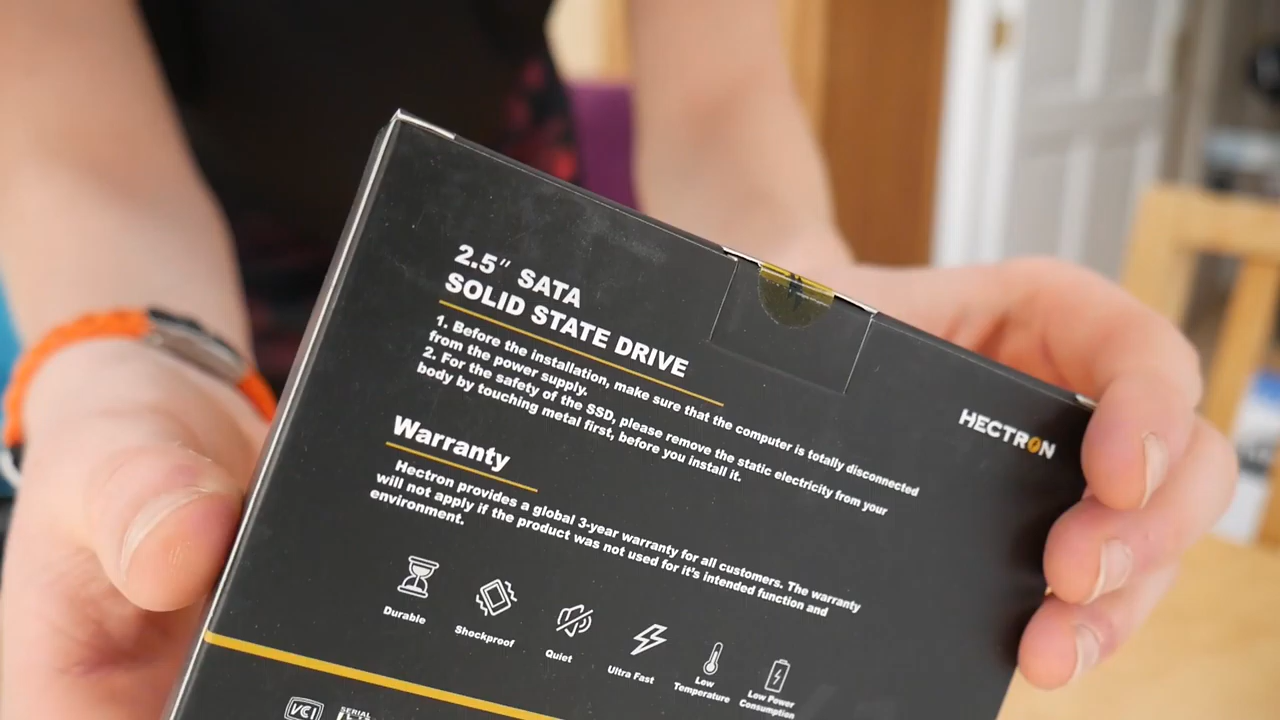 2.5" SATA
SOLID STATE DRIVE
1. Before the installation, make sure that the computer is totally disconnected
from the power supply.
2. For the safety of the SSD, please remove the static electricity from your
body by touching metal first, before you install it.
HECTRON
Warranty
Hectron provides a global 3-year warranty for all customers. The warranty
will not apply if the product was not used for it's intended function and
environment.
Durable
Shockproof
Quiet
Ultra Fast
Low
Temperature
Low Power
Consumption
VCI
SERIAL